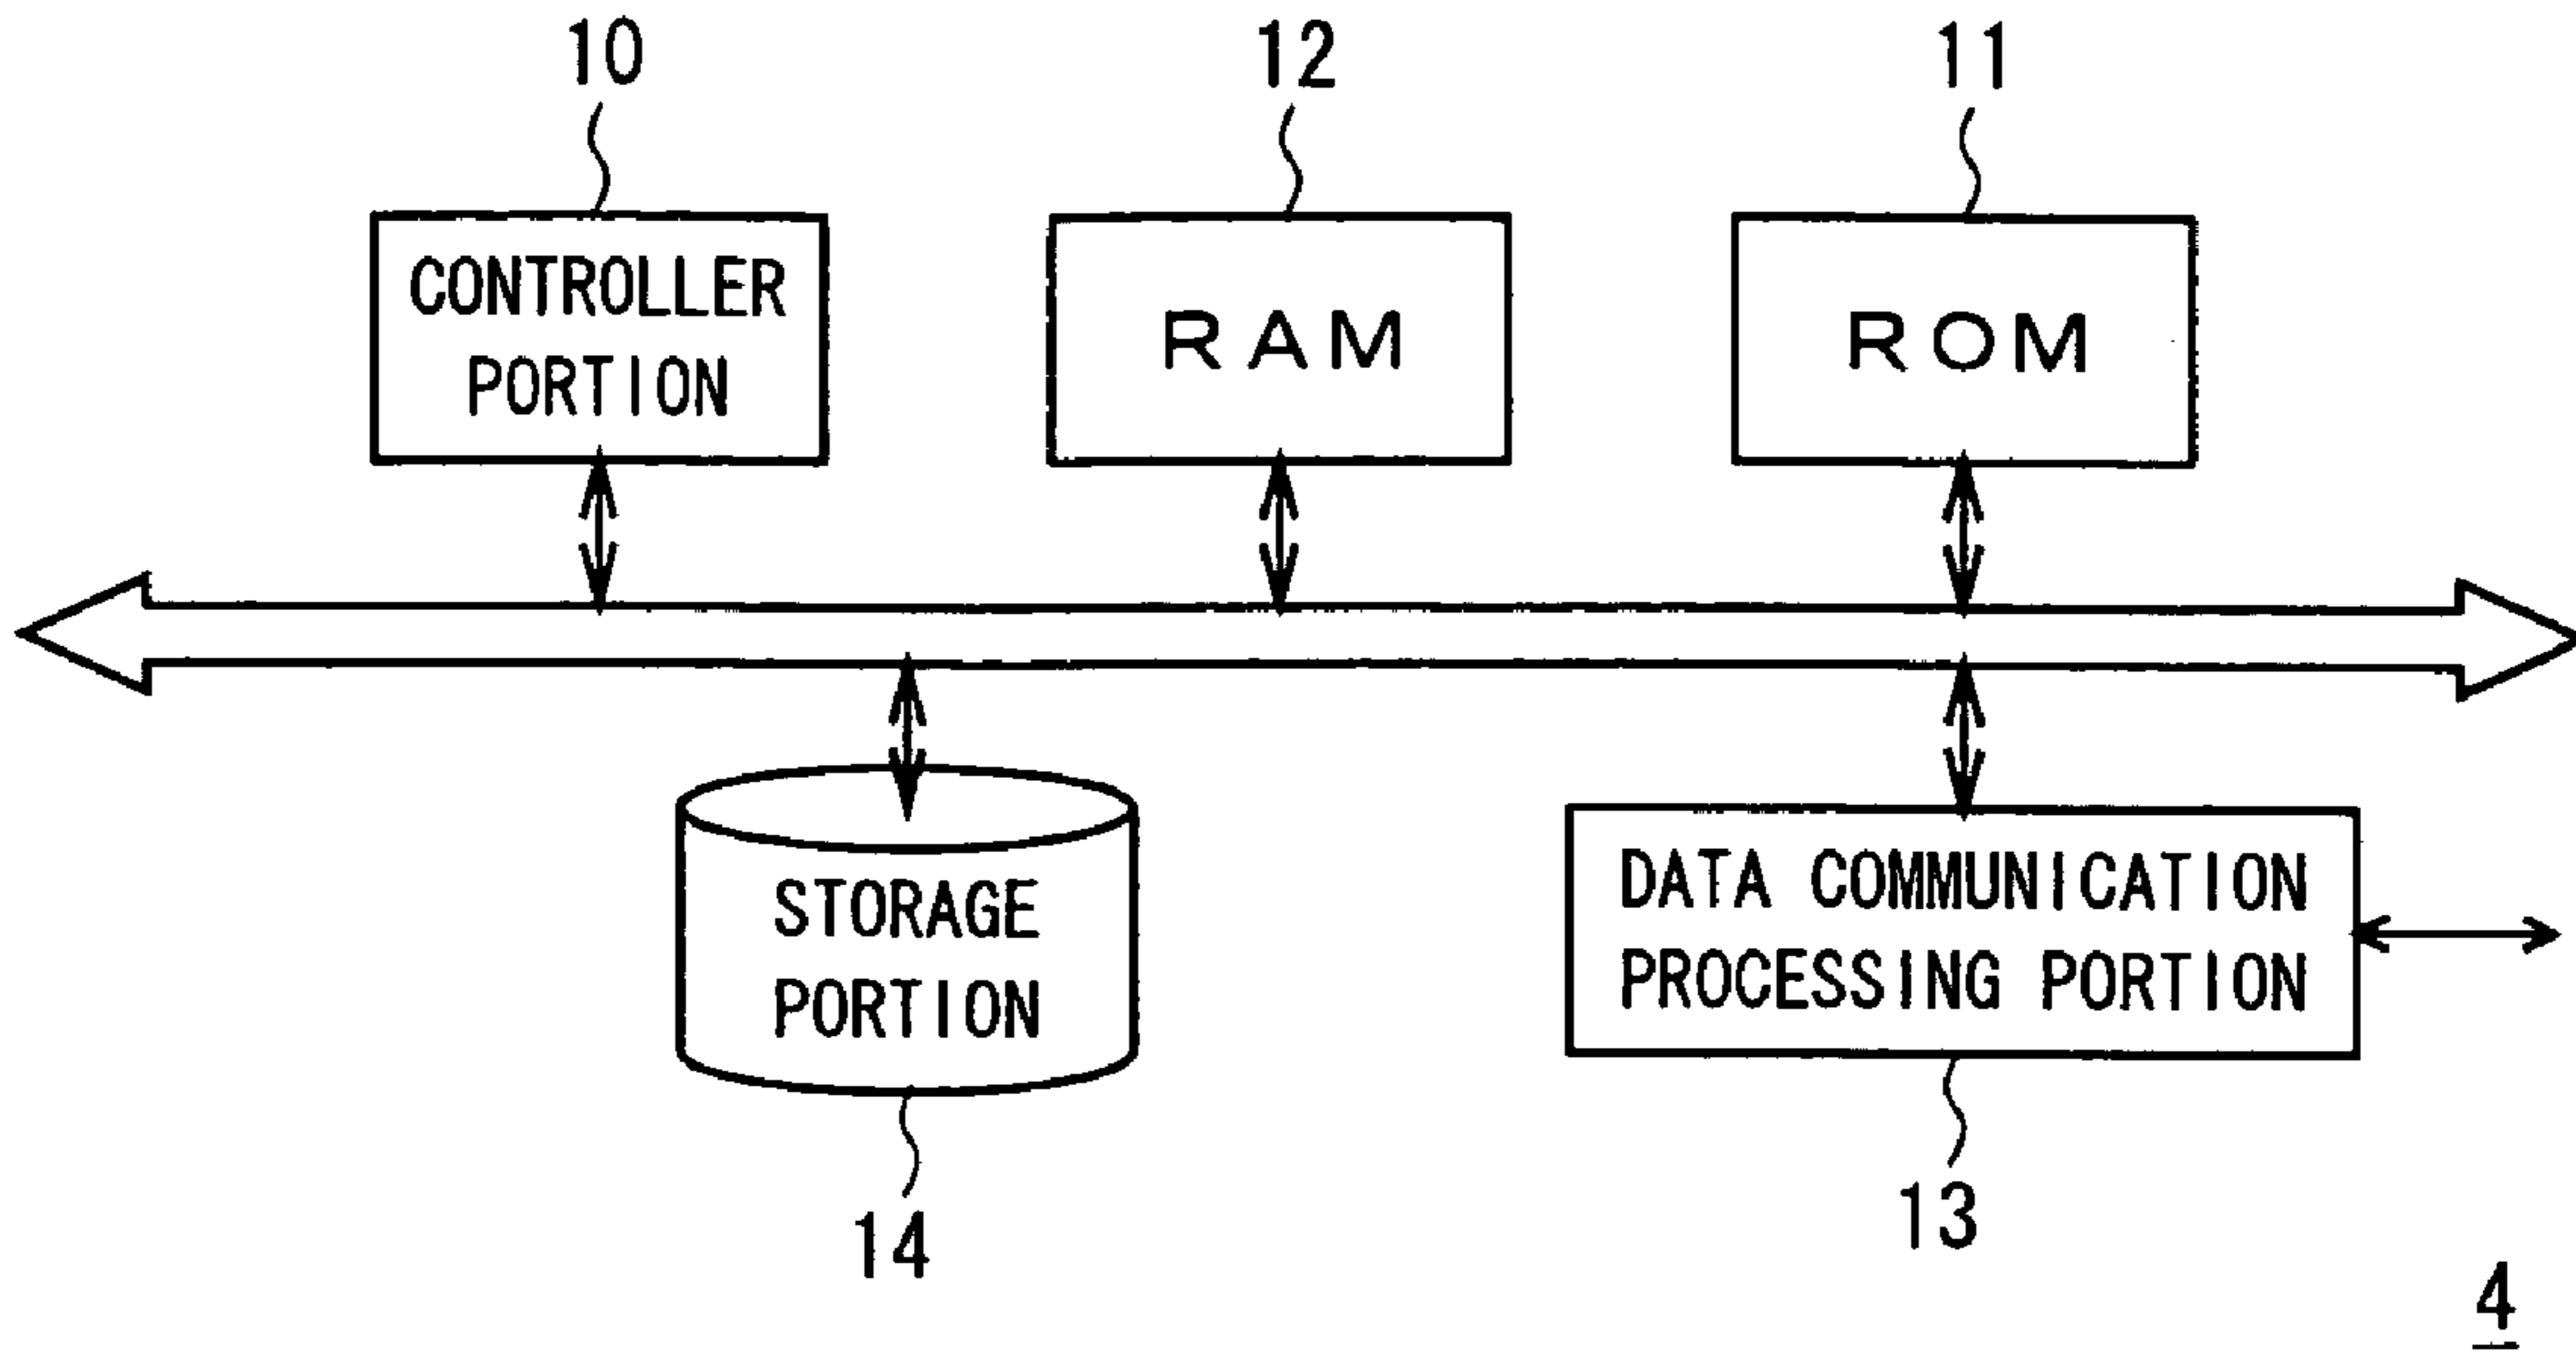 10
12
11
CONTROLLER
PORTION
RAM
ROM
STORAGE
PORTION
DATA COMMUNICATION
PROCESSING PORTION
14
13
4